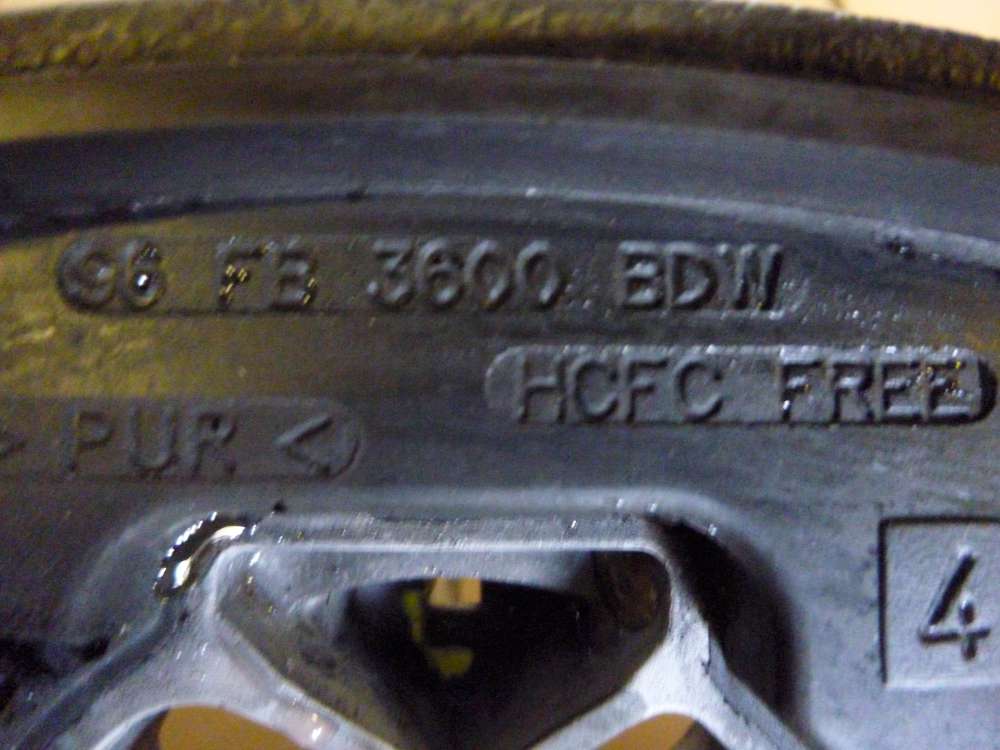 96 FB 3600 BDW
HCFC FREE
> PUR <
4